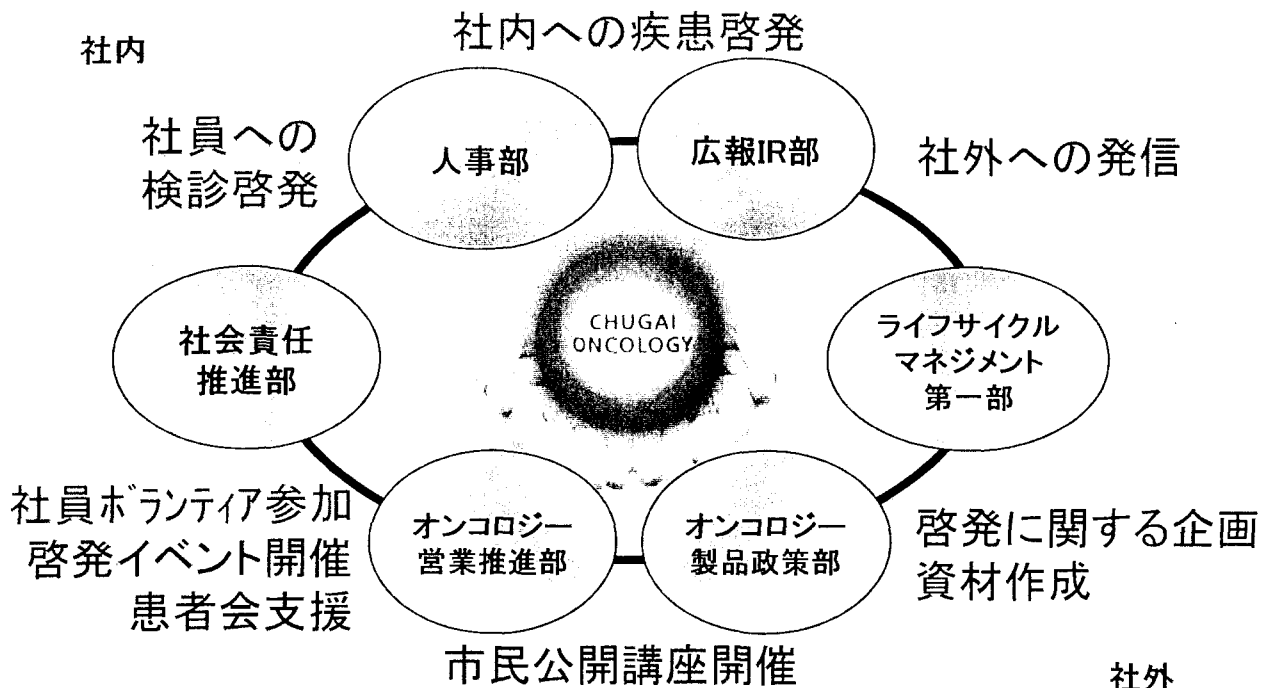 社内
社内への疾患啓発
社員への
検診啓発
人事部
広報IR部
社外への発信
社会責任
推進部
CHUGAI
ONCOLOGY
ライフサイクル
マネジメント
第一部
社員ボランティア参加
啓発イベント開催
患者会支援
オンコロジー
営業推進部
オンコロジー
製品政策部
啓発に関する企画
資材作成
市民公開講座開催
社外